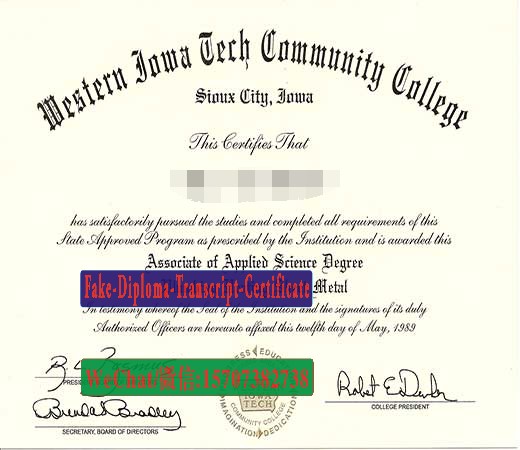 Western Iowa Tech Community College
Sioux City, Iowa
This Certifies That
has satisfactorily pursued the studies and completed all requirements of this
State Approved Program as prescribed by the Institution and is awarded this
Associate of Applied Science Degree
Fake-Diploma-Transcript-Certificate
Metal
In testimony whereof the Seal of the Institution and the signatures of its duly
Authorized Officers are hereunto affixed this twelfth day of May, 1989
WeChat/微信:15707382738
IOWA
TECH
COMMUNITY COLLEGE
IMAGINATION DEDICATION
Brenda Bradley
SECRETARY, BOARD OF DIRECTORS
COLLEGE PRESIDENT